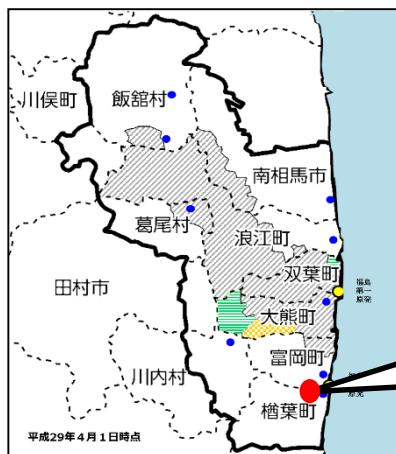 飯舘村
川俣町
南相馬市
葛尾村
浪江町
双葉町
福島
第一
原発
田村市
大熊町
富岡町
川内村
楢葉町
平成29年4月1日時点